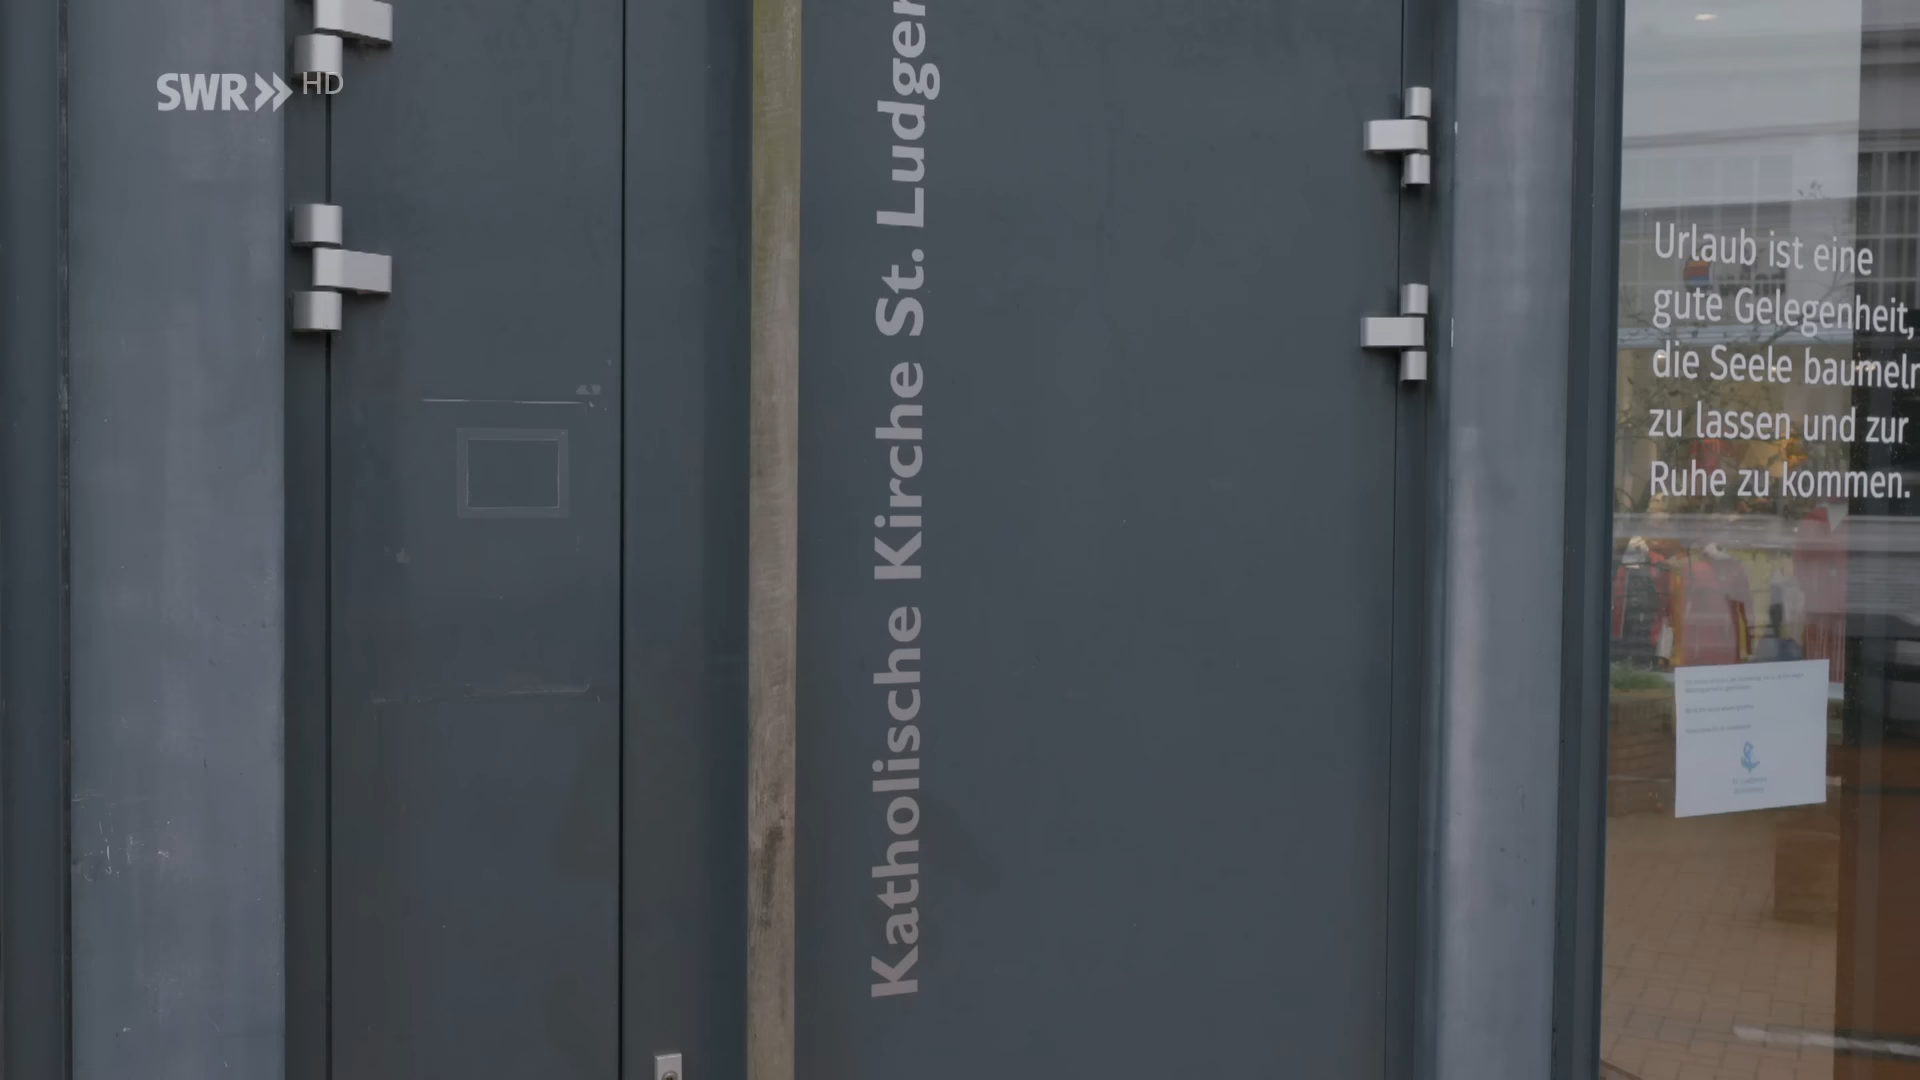 SWR HD
Katholische Kirche St. Ludger
Urlaub ist eine
gute Gelegenheit,
die Seele baumeln
zu lassen und zur
Ruhe zu kommen.